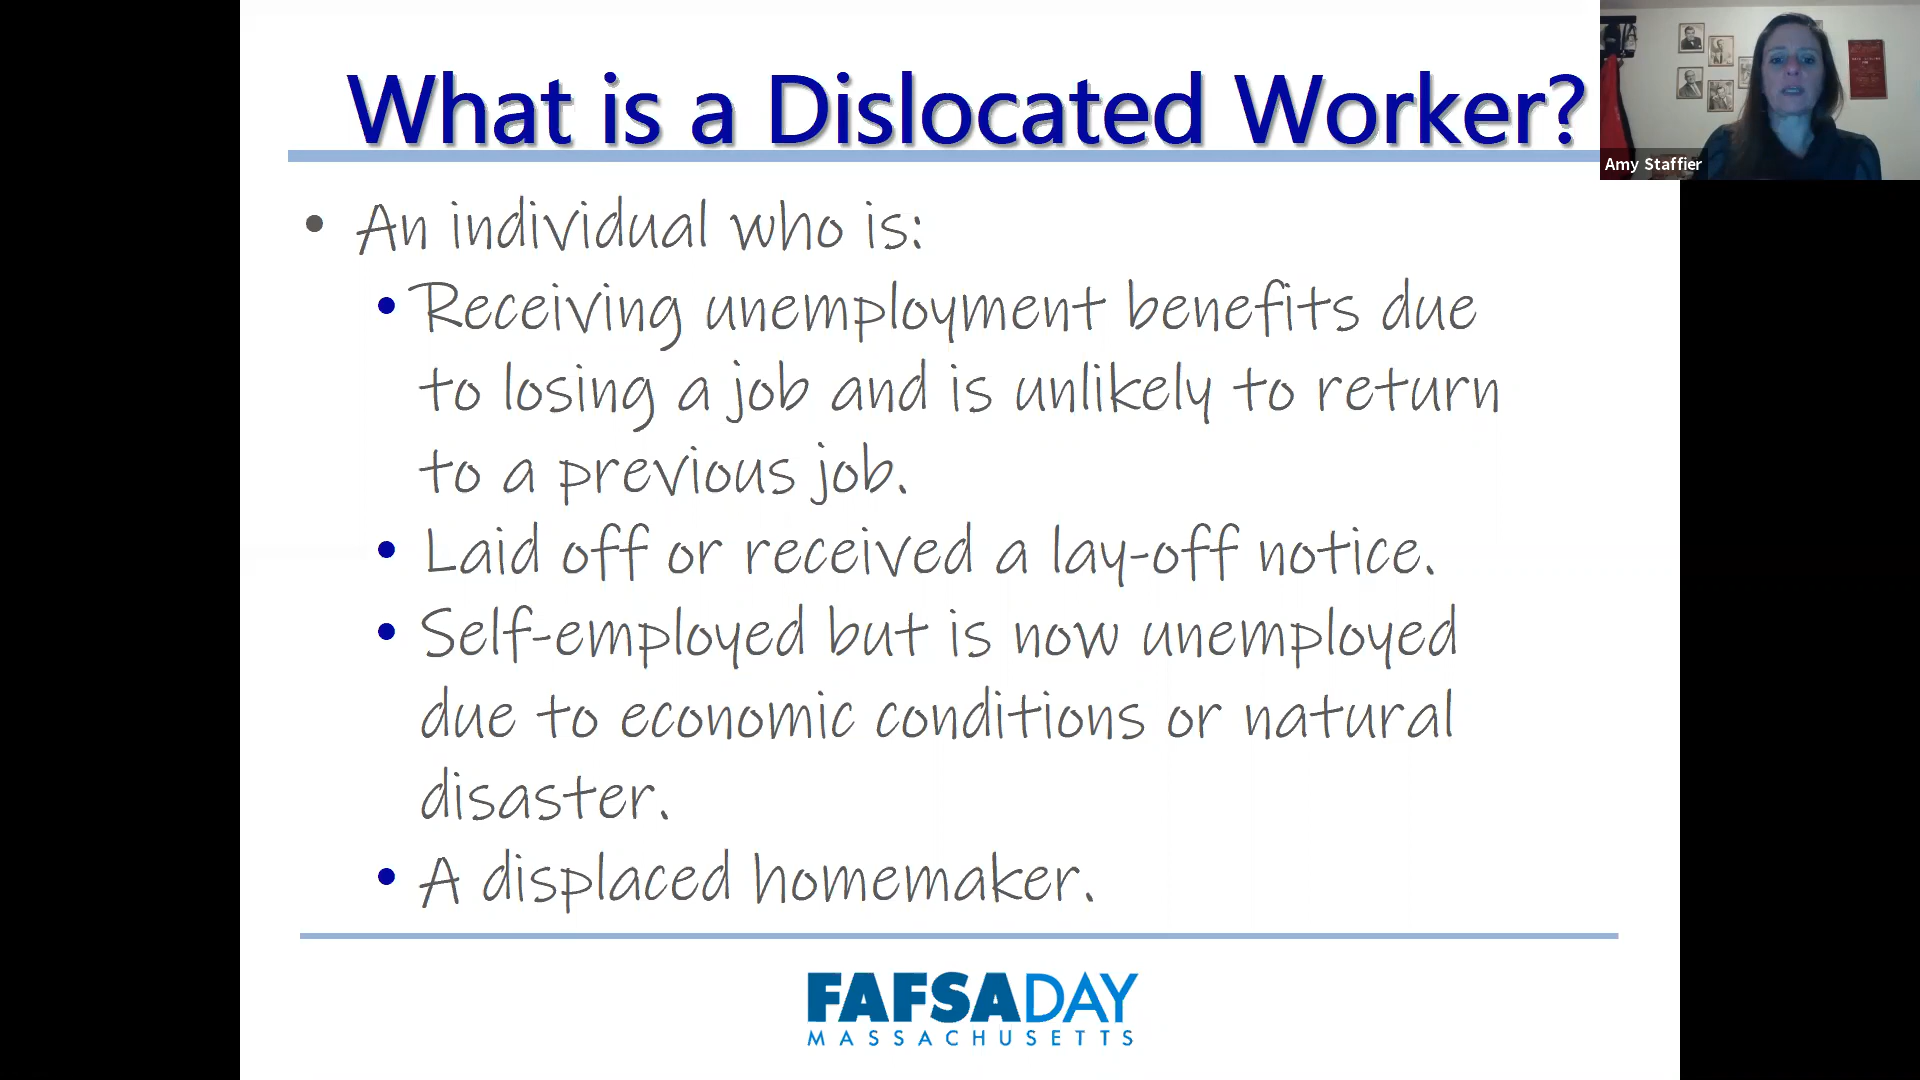 What is a Dislocated Worker?
Amy Staffier
• An individual who is:
• Receiving unemployment benefits due
to losing a job and is unlikely to return
to a previous job.
• Laid off or received a lay-off notice.
• Self-employed but is now unemployed
due to economic conditions or natural
disaster.
• A displaced homemaker.
FAFSADAY
MASSACHUSETTS